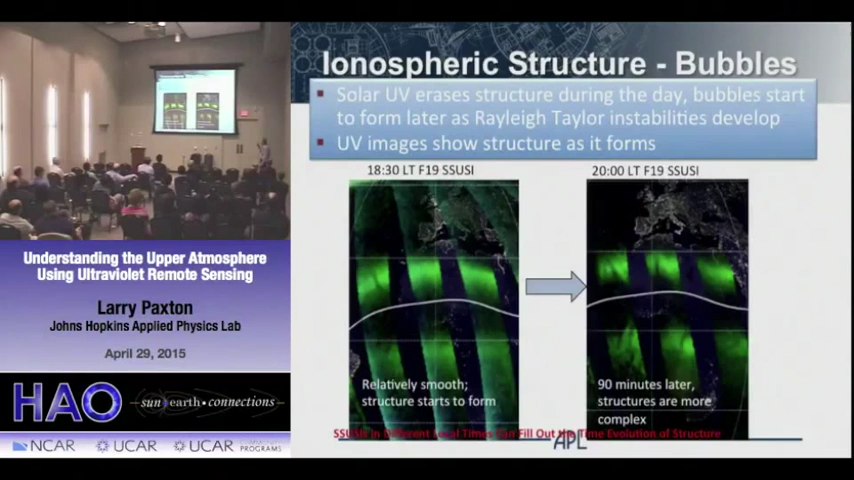 Ionospheric Structure - Bubbles
Solar UV erases structure during the day, bubbles start
to form later as Rayleigh Taylor instabilities develop
UV images show structure as it forms
18:30 LT F19 SSUSI
20:00 LT F19 SSUSI
Relatively smooth;
structure starts to form
90 minutes later,
structures are more
complex
SSUSIs in Different Local Times Can Fill Out the Time Evolution of Structure
APL
Understanding the Upper Atmosphere
Using Ultraviolet Remote Sensing
Larry Paxton
Johns Hopkins Applied Physics Lab
April 29, 2015
HAO
sun earth connections
NCAR
UCAR
UCAR
PROGRAMS